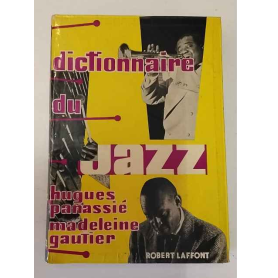 dictionnaire
du
jazz
hugues
panassié
madeleine
gautier
ROBERT LAFFONT